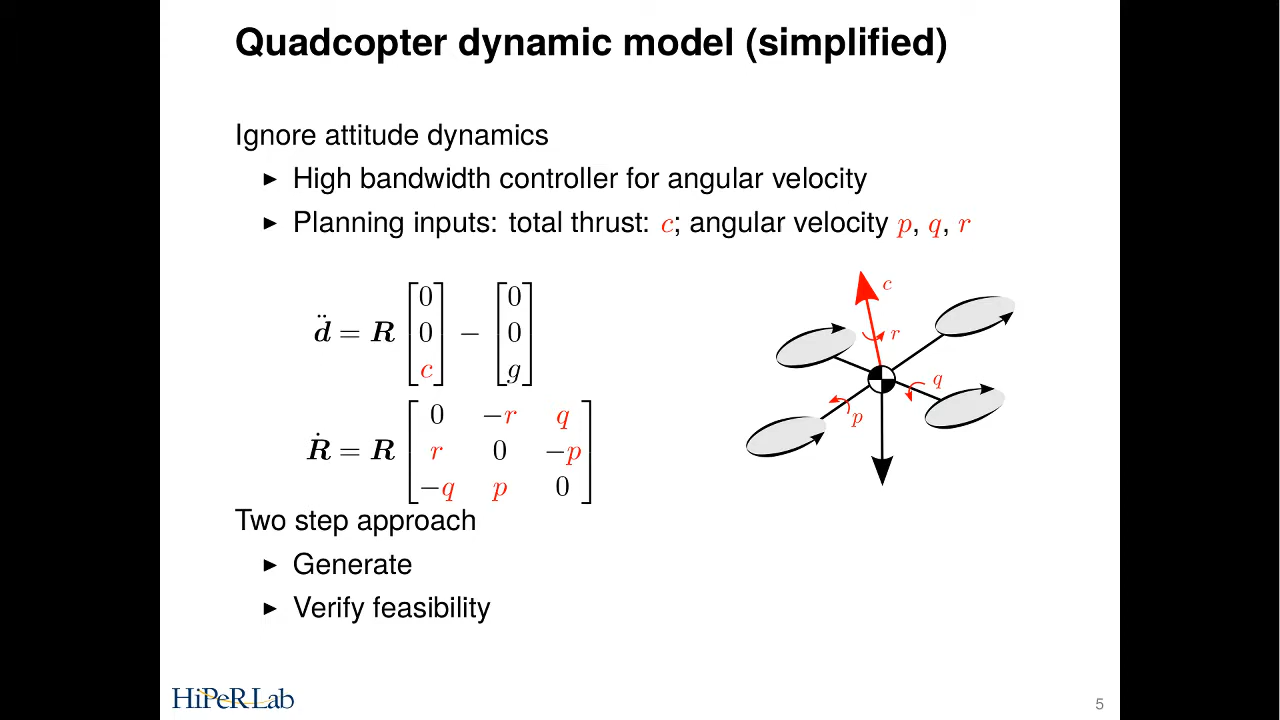 Quadcopter dynamic model (simplified)
Ignore attitude dynamics
▶ High bandwidth controller for angular velocity
▶ Planning inputs: total thrust: c; angular velocity p, q, r
d̈ = R [0 0 c] − [0 0 g]
Ṙ = R [0 −r q; r 0 −p; −q p 0]
c
r
q
p
Two step approach
▶ Generate
▶ Verify feasibility
HiPeRLab
5